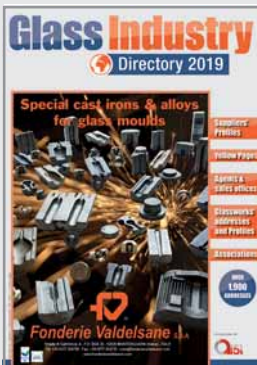 Glass Industry
Directory 2019
Special cast irons & alloys
for glass moulds
Suppliers'
Profiles
Yellow Pages
Agents &
sales offices
Glassworks'
addresses
and Profiles
Associations
OVER
1,900
ADDRESSES
Fonderie Valdelsane s.p.a.